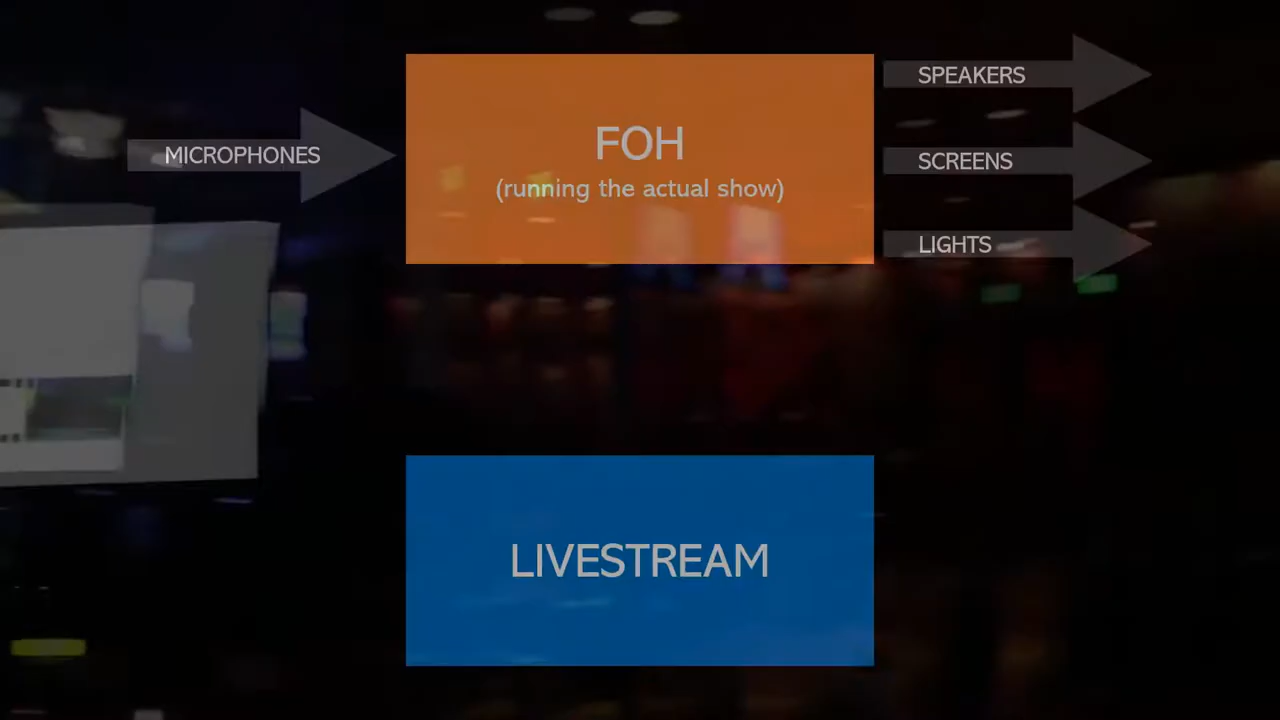 MICROPHONES
FOH
(running the actual show)
SPEAKERS
SCREENS
LIGHTS
LIVESTREAM